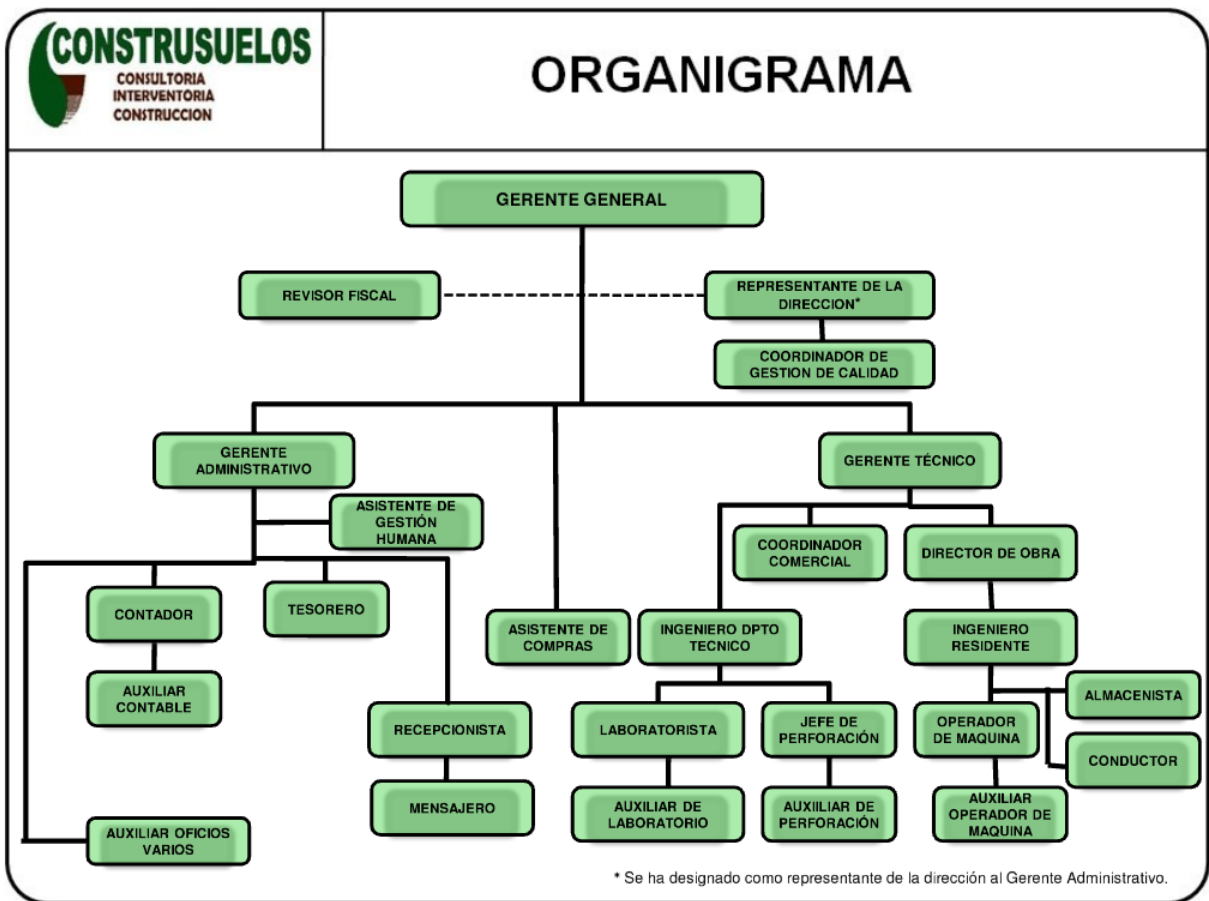 CONSTRUSUELOS
CONSULTORIA
INTERVENTORIA
CONSTRUCCION
ORGANIGRAMA
GERENTE GENERAL
REVISOR FISCAL
REPRESENTANTE DE LA
DIRECCION*
COORDINADOR DE
GESTION DE CALIDAD
GERENTE
ADMINISTRATIVO
GERENTE TÉCNICO
ASISTENTE DE
GESTIÓN
HUMANA
COORDINADOR
COMERCIAL
DIRECTOR DE OBRA
CONTADOR
TESORERO
ASISTENTE DE
COMPRAS
INGENIERO DPTO
TECNICO
INGENIERO
RESIDENTE
AUXILIAR
CONTABLE
RECEPCIONISTA
LABORATORISTA
JEFE DE
PERFORACIÓN
OPERADOR
DE MAQUINA
ALMACENISTA
CONDUCTOR
MENSAJERO
AUXILIAR DE
LABORATORIO
AUXIILIAR DE
PERFORACIÓN
AUXILIAR
OPERADOR DE
MAQUINA
AUXILIAR OFICIOS
VARIOS
* Se ha designado como representante de la dirección al Gerente Administrativo.